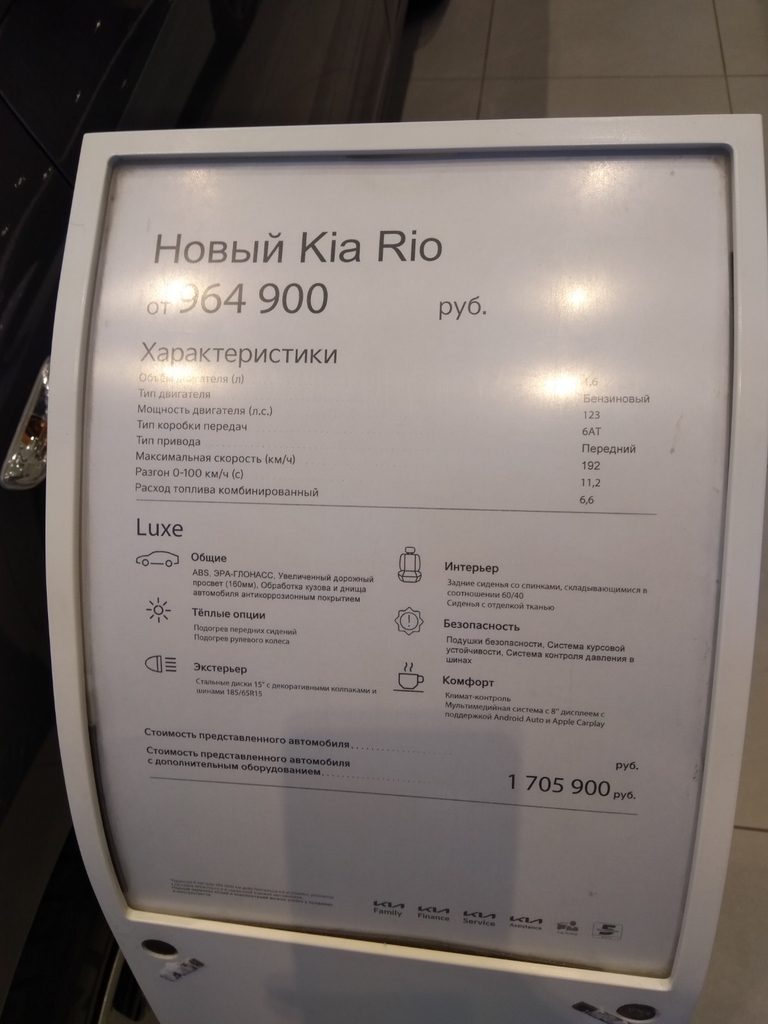 Новый Kia Rio
от 964 900 руб.
Характеристики
Объём двигателя (л) 1,6
Тип двигателя Бензиновый
Мощность двигателя (л.с.) 123
Тип коробки передач 6АТ
Тип привода Передний
Максимальная скорость (км/ч) 192
Разгон 0-100 км/ч (с) 11,2
Расход топлива комбинированный 6,6
Luxe
Общие
ABS, ЭРА-ГЛОНАСС, Увеличенный дорожный
просвет (160мм), Обработка кузова и днища
автомобиля антикоррозионным покрытием
Тёплые опции
Подогрев передних сидений
Подогрев рулевого колеса
Экстерьер
Стальные диски 15" с декоративными колпаками и
шинами 185/65R15
Интерьер
Задние сиденья со спинками, складывающимися в
соотношении 60/40
Сиденья с отделкой тканью
Безопасность
Подушки безопасности, Система курсовой
устойчивости, Система контроля давления в
шинах
Комфорт
Климат-контроль
Мультимедийная система с 8" дисплеем с
поддержкой Android Auto и Apple Carplay
Стоимость представленного автомобиля.................... руб.
Стоимость представленного автомобиля
с дополнительным оборудованием.................... 1 705 900 руб.
KIA Family
KIA Finance
KIA Service
KIA Assistance